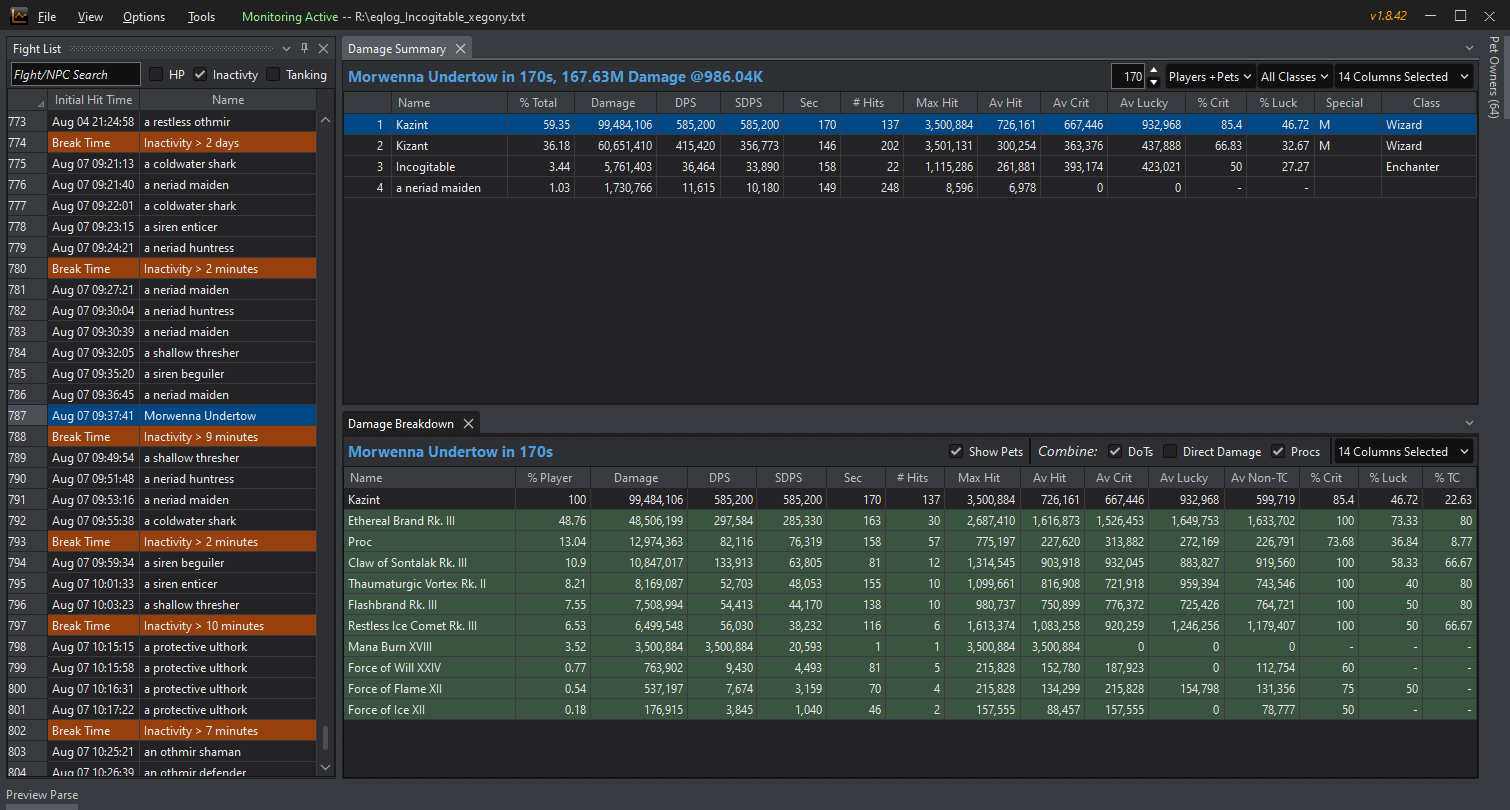 File View Options Tools Monitoring Active -- R:\eqlog_Incogitable_xegony.txt v1.8.42
Fight List
Fight/NPC Search HP Inactivty Tanking
Initial Hit Time Name
773 Aug 04 21:24:58 a restless othmir
774 Break Time Inactivity > 2 days
775 Aug 07 09:21:13 a coldwater shark
776 Aug 07 09:21:40 a neriad maiden
777 Aug 07 09:22:01 a coldwater shark
778 Aug 07 09:23:15 a siren enticer
779 Aug 07 09:24:21 a neriad huntress
780 Break Time Inactivity > 2 minutes
781 Aug 07 09:27:21 a neriad maiden
782 Aug 07 09:30:04 a neriad huntress
783 Aug 07 09:30:39 a neriad maiden
784 Aug 07 09:32:05 a shallow thresher
785 Aug 07 09:35:20 a siren beguiler
786 Aug 07 09:36:45 a neriad maiden
787 Aug 07 09:37:41 Morwenna Undertow
788 Break Time Inactivity > 9 minutes
789 Aug 07 09:49:54 a shallow thresher
790 Aug 07 09:51:48 a neriad huntress
791 Aug 07 09:53:16 a neriad maiden
792 Aug 07 09:55:38 a coldwater shark
793 Break Time Inactivity > 2 minutes
794 Aug 07 09:59:34 a siren beguiler
795 Aug 07 10:01:33 a siren enticer
796 Aug 07 10:03:23 a shallow thresher
797 Break Time Inactivity > 10 minutes
798 Aug 07 10:15:15 a protective ulthork
799 Aug 07 10:15:58 a protective ulthork
800 Aug 07 10:16:31 a protective ulthork
801 Aug 07 10:17:22 a protective ulthork
802 Break Time Inactivity > 7 minutes
803 Aug 07 10:25:21 an othmir shaman
804 Aug 07 10:26:39 an othmir defender
Damage Summary
Morwenna Undertow in 170s, 167.63M Damage @986.04K 170 Players +Pets All Classes 14 Columns Selected
Name % Total Damage DPS SDPS Sec # Hits Max Hit Av Hit Av Crit Av Lucky % Crit % Luck Special Class
1 Kazint 59.35 99,484,106 585,200 585,200 170 137 3,500,884 726,161 667,446 932,968 85.4 46.72 M Wizard
2 Kizant 36.18 60,651,410 415,420 356,773 146 202 3,501,131 300,254 363,376 437,888 66.83 32.67 M Wizard
3 Incogitable 3.44 5,761,403 36,464 33,890 158 22 1,115,286 261,881 393,174 423,021 50 27.27 Enchanter
4 a neriad maiden 1.03 1,730,766 11,615 10,180 149 248 8,596 6,978 0 0 - -
Damage Breakdown
Morwenna Undertow in 170s Show Pets Combine: DoTs Direct Damage Procs 14 Columns Selected
Name % Player Damage DPS SDPS Sec # Hits Max Hit Av Hit Av Crit Av Lucky Av Non-TC % Crit % Luck % TC
Kazint 100 99,484,106 585,200 585,200 170 137 3,500,884 726,161 667,446 932,968 599,719 85.4 46.72 22.63
Ethereal Brand Rk. III 48.76 48,506,199 297,584 285,330 163 30 2,687,410 1,616,873 1,526,453 1,649,753 1,633,702 100 73.33 80
Proc 13.04 12,974,363 82,116 76,319 158 57 775,197 227,620 313,882 272,169 226,791 73.68 36.84 8.77
Claw of Sontalak Rk. III 10.9 10,847,017 133,913 63,805 81 12 1,314,545 903,918 932,045 883,827 919,560 100 58.33 66.67
Thaumaturgic Vortex Rk. II 8.21 8,169,087 52,703 48,053 155 10 1,099,661 816,908 721,918 959,394 743,546 100 40 80
Flashbrand Rk. III 7.55 7,508,994 54,413 44,170 138 10 980,737 750,899 776,372 725,426 764,721 100 50 80
Restless Ice Comet Rk. III 6.53 6,499,548 56,030 38,232 116 6 1,613,374 1,083,258 920,259 1,246,256 1,179,407 100 50 66.67
Mana Burn XVIII 3.52 3,500,884 3,500,884 20,593 1 1 3,500,884 3,500,884 0 0 0 - - -
Force of Will XXIV 0.77 763,902 9,430 4,493 81 5 215,828 152,780 187,923 0 112,754 60 - -
Force of Flame XII 0.54 537,197 7,674 3,159 70 4 215,828 134,299 215,828 154,798 131,356 75 50 -
Force of Ice XII 0.18 176,915 3,845 1,040 46 2 157,555 88,457 157,555 0 78,777 50 - -
Pet Owners (64)
Preview Parse